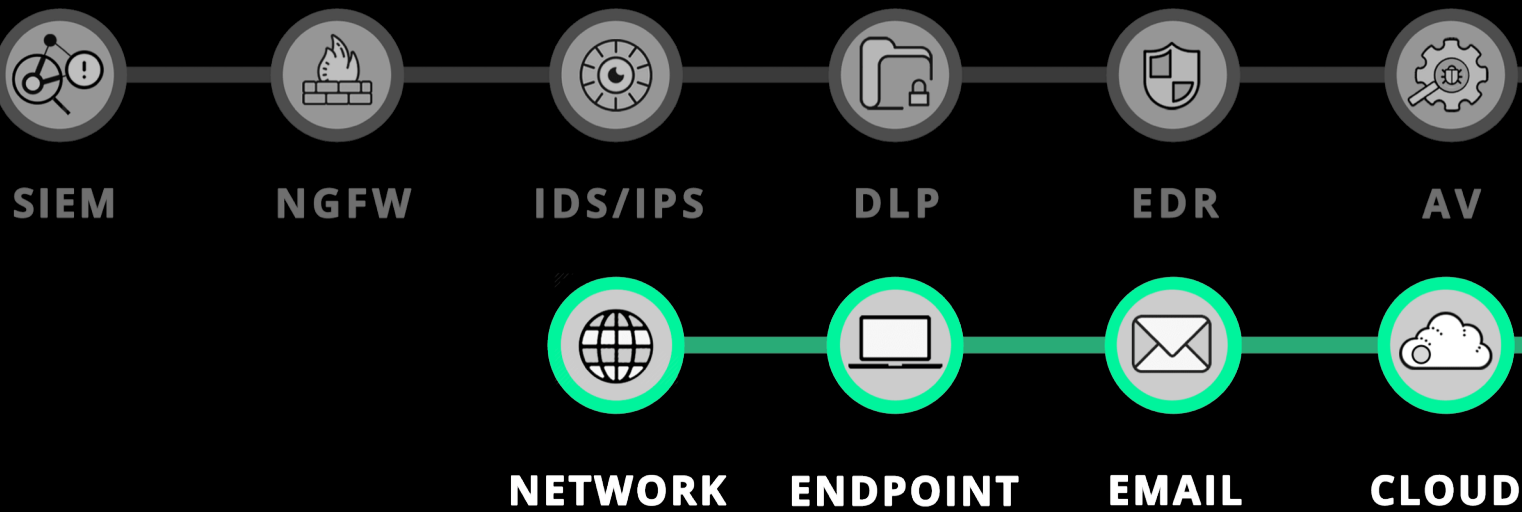 SIEM NGFW IDS/IPS DLP EDR AV
NETWORK ENDPOINT EMAIL CLOUD